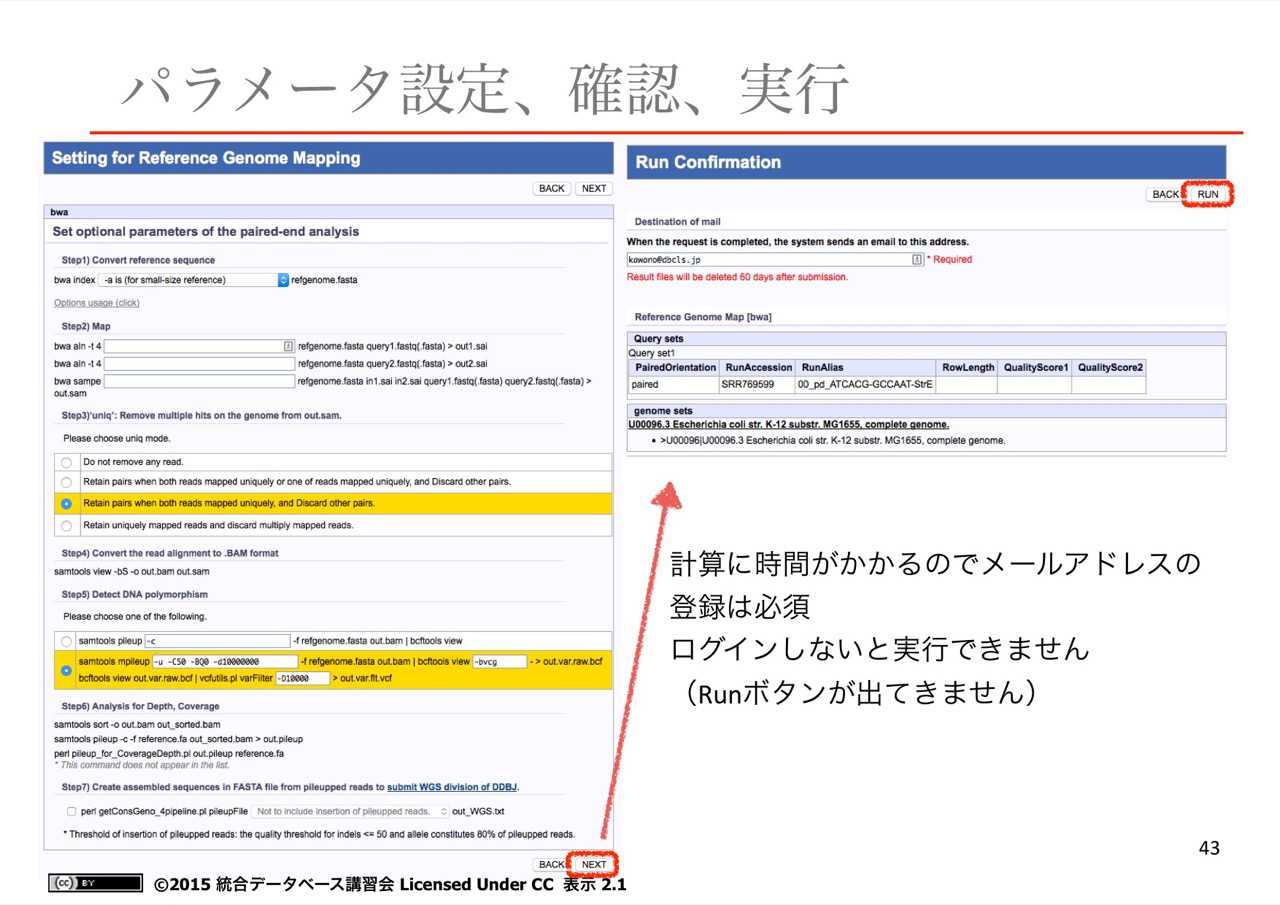 パラメータ設定、確認、実行
Setting for Reference Genome Mapping
BACK NEXT
bwa
Set optional parameters of the paired-end analysis
Step1) Convert reference sequence
bwa index -a is (for small-size reference) refgenome.fasta
Options usage (click)
Step2) Map
bwa aln -t 4 refgenome.fasta query1.fastq(.fasta) > out1.sai
bwa aln -t 4 refgenome.fasta query2.fastq(.fasta) > out2.sai
bwa sampe refgenome.fasta in1.sai in2.sai query1.fastq(.fasta) query2.fastq(.fasta) >
out.sam
Step3)'uniq': Remove multiple hits on the genome from out.sam.
Please choose uniq mode.
Do not remove any read.
Retain pairs when both reads mapped uniquely or one of reads mapped uniquely, and Discard other pairs.
Retain pairs when both reads mapped uniquely, and Discard other pairs.
Retain uniquely mapped reads and discard multiply mapped reads.
Step4) Convert the read alignment to .BAM format
samtools view -bS -o out.bam out.sam
Step5) Detect DNA polymorphism
Please choose one of the following.
samtools pileup -c -f refgenome.fasta out.bam | bcftools view
samtools mpileup -u -C50 -BQ0 -d10000000 -f refgenome.fasta out.bam | bcftools view -bvcg - > out.var.raw.bcf
bcftools view out.var.raw.bcf | vcfutils.pl varFilter -D10000 > out.var.flt.vcf
Step6) Analysis for Depth, Coverage
samtools sort -o out.bam out_sorted.bam
samtools pileup -c -f reference.fa out_sorted.bam > out.pileup
perl pileup_for_CoverageDepth.pl out.pileup reference.fa
* This command does not appear in the list.
Step7) Create assembled sequences in FASTA file from pileupped reads to submit WGS division of DDBJ.
perl getConsGeno_4pipeline.pl pileupFile Not to include insertion of pileupped reads. out_WGS.txt
* Threshold of insertion of pileupped reads: the quality threshold for indels <= 50 and allele constitutes 80% of pileupped reads.
BACK NEXT
Run Confirmation
BACK RUN
Destination of mail
When the request is completed, the system sends an email to this address.
kawano@dbcls.jp * Required
Result files will be deleted 60 days after submission.
Reference Genome Map [bwa]
Query sets
Query set1
PairedOrientation RunAccession RunAlias RowLength QualityScore1 QualityScore2
paired SRR769599 00_pd_ATCACG-GCCAAT-StrE
genome sets
U00096.3 Escherichia coli str. K-12 substr. MG1655, complete genome.
• >U00096|U00096.3 Escherichia coli str. K-12 substr. MG1655, complete genome.
計算に時間がかかるのでメールアドレスの
登録は必須
ログインしないと実行できません
（Runボタンが出てきません）
43
cc BY ©2015 統合データベース講習会 Licensed Under CC 表示 2.1